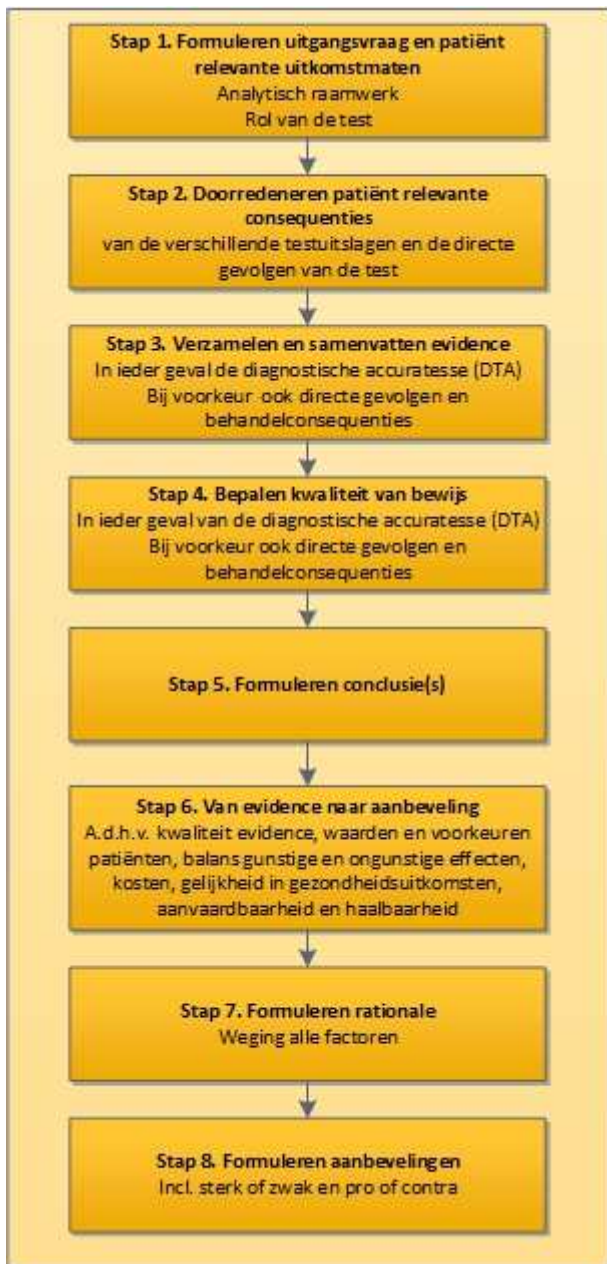 Stap 1. Formuleren uitgangsvraag en patiënt
relevante uitkomstmaten
Analytisch raamwerk
Rol van de test
Stap 2. Doorredeneren patiënt relevante
consequenties
van de verschillende testuitslagen en de directe
gevolgen van de test
Stap 3. Verzamelen en samenvatten evidence
In ieder geval de diagnostische accuratesse (DTA)
Bij voorkeur ook directe gevolgen en
behandelconsequenties
Stap 4. Bepalen kwaliteit van bewijs
In ieder geval van de diagnostische accuratesse (DTA)
Bij voorkeur ook directe gevolgen en
behandelconsequenties
Stap 5. Formuleren conclusie(s)
Stap 6. Van evidence naar aanbeveling
A.d.h.v. kwaliteit evidence, waarden en voorkeuren
patiënten, balans gunstige en ongunstige effecten,
kosten, gelijkheid in gezondheidsuitkomsten,
aanvaardbaarheid en haalbaarheid
Stap 7. Formuleren rationale
Weging alle factoren
Stap 8. Formuleren aanbevelingen
Incl. sterk of zwak en pro of contra